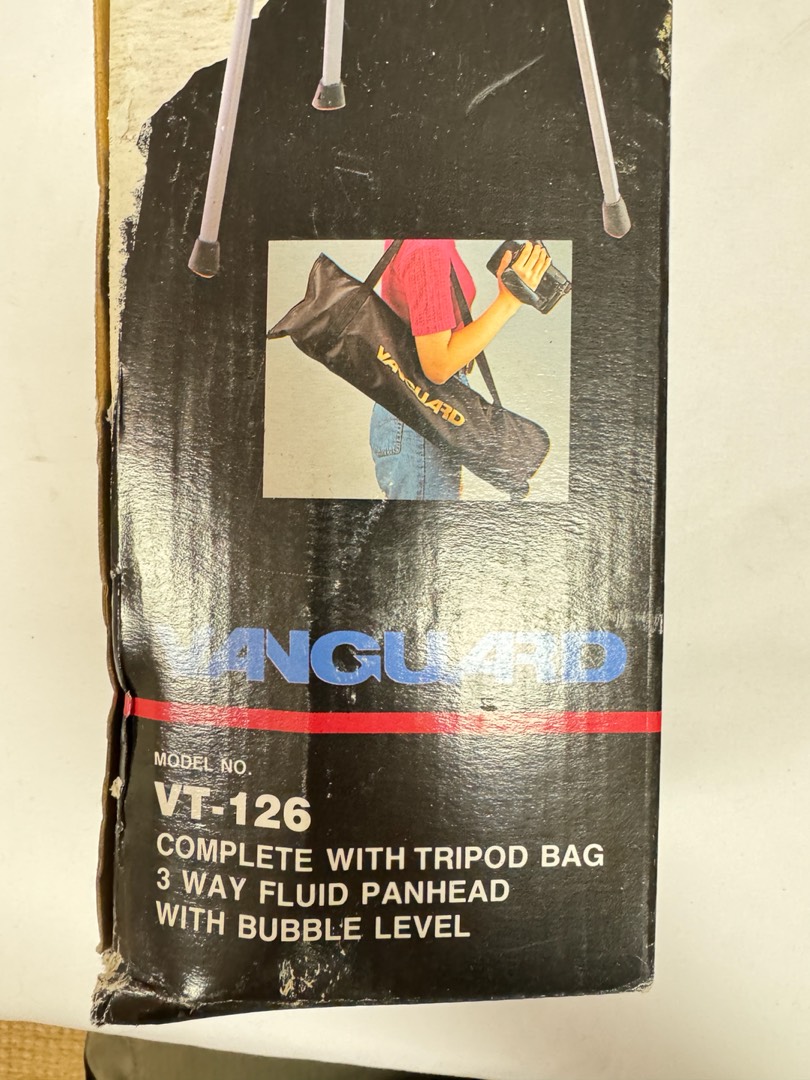 VANGUARD
VANGUARD
MODEL NO.
VT-126
COMPLETE WITH TRIPOD BAG
3 WAY FLUID PANHEAD
WITH BUBBLE LEVEL